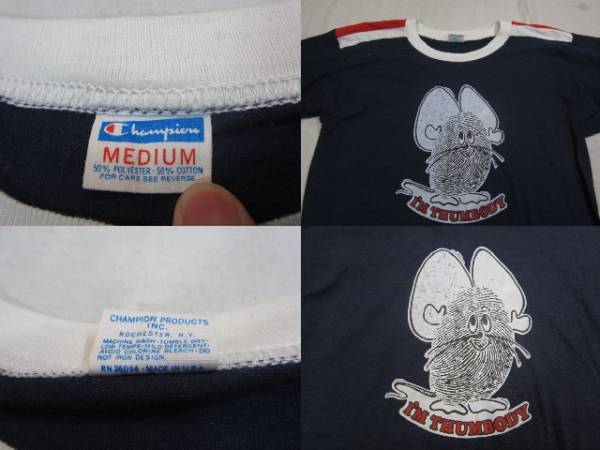 Champion
MEDIUM
50% POLYESTER · 50% COTTON
FOR CARE SEE REVERSE
I'M THUMBODY
CHAMPION PRODUCTS
INC.
ROCHESTER, N.Y.
MACHINE WASH·TUMBLE DRY·
LOW TEMPS·MILD DETERGENT·
AVOID CHLORINE BLEACH·DO
NOT IRON DESIGN.
RN 26094 · MADE IN U.S.A.
I'M THUMBODY